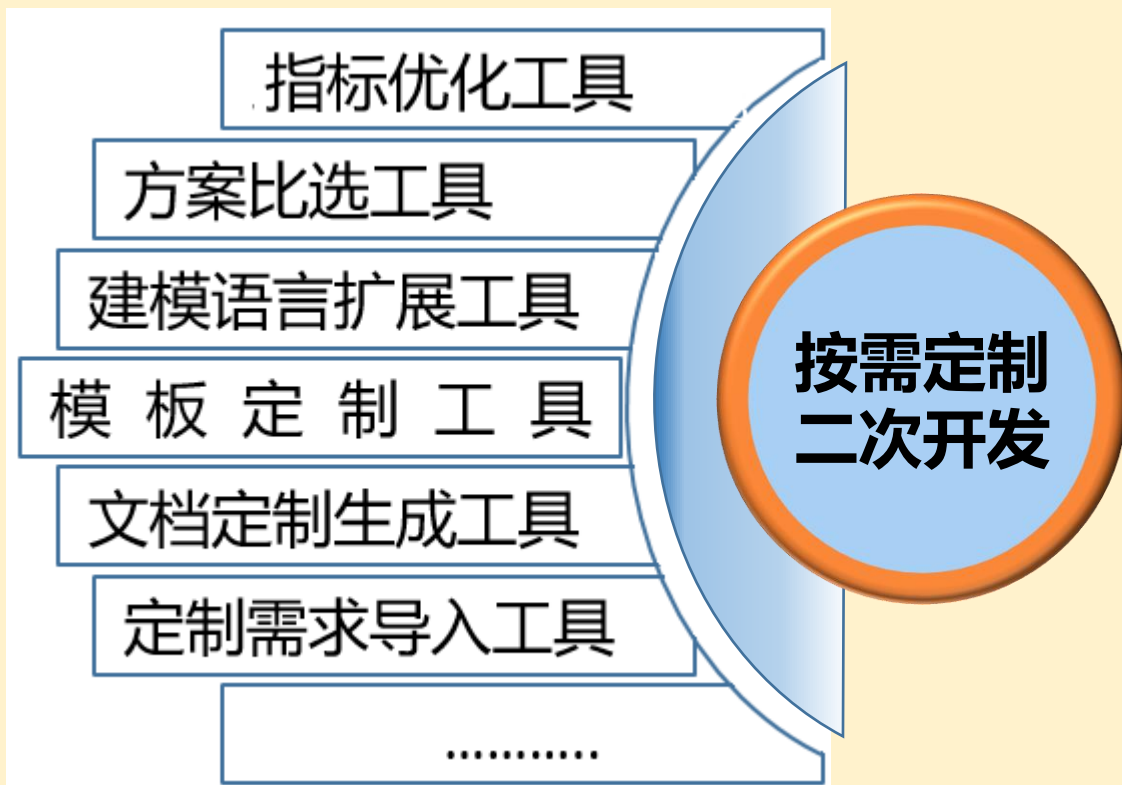 指标优化工具
方案比选工具
建模语言扩展工具
模板定制工具
文档定制生成工具
定制需求导入工具
...........
按需定制
二次开发